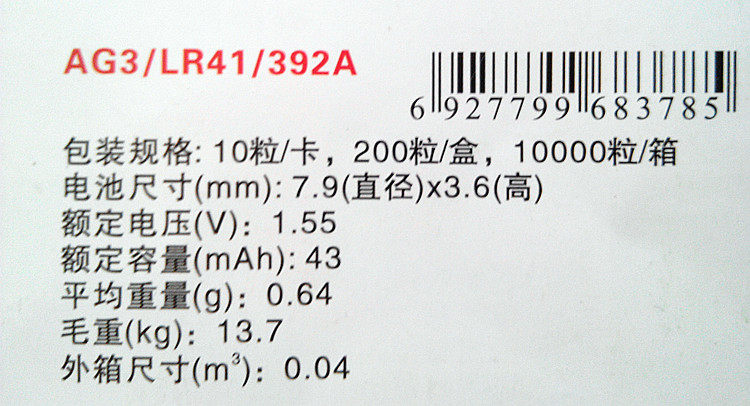 AG3/LR41/392A
6 927799 683785
包装规格: 10粒/卡，200粒/盒，10000粒/箱
电池尺寸(mm): 7.9(直径)x3.6(高)
额定电压(V)：1.55
额定容量(mAh): 43
平均重量(g)：0.64
毛重(kg)：13.7
外箱尺寸(m³)：0.04